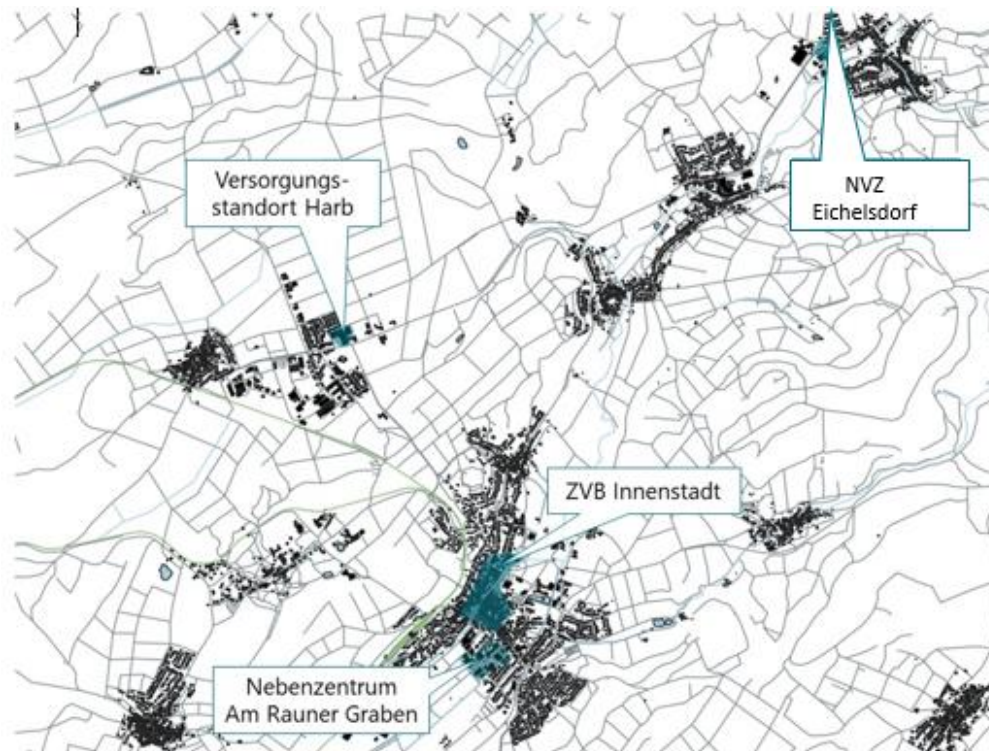 Versorgungs-
standort Harb
NVZ
Eichelsdorf
ZVB Innenstadt
Nebenzentrum
Am Rauner Graben